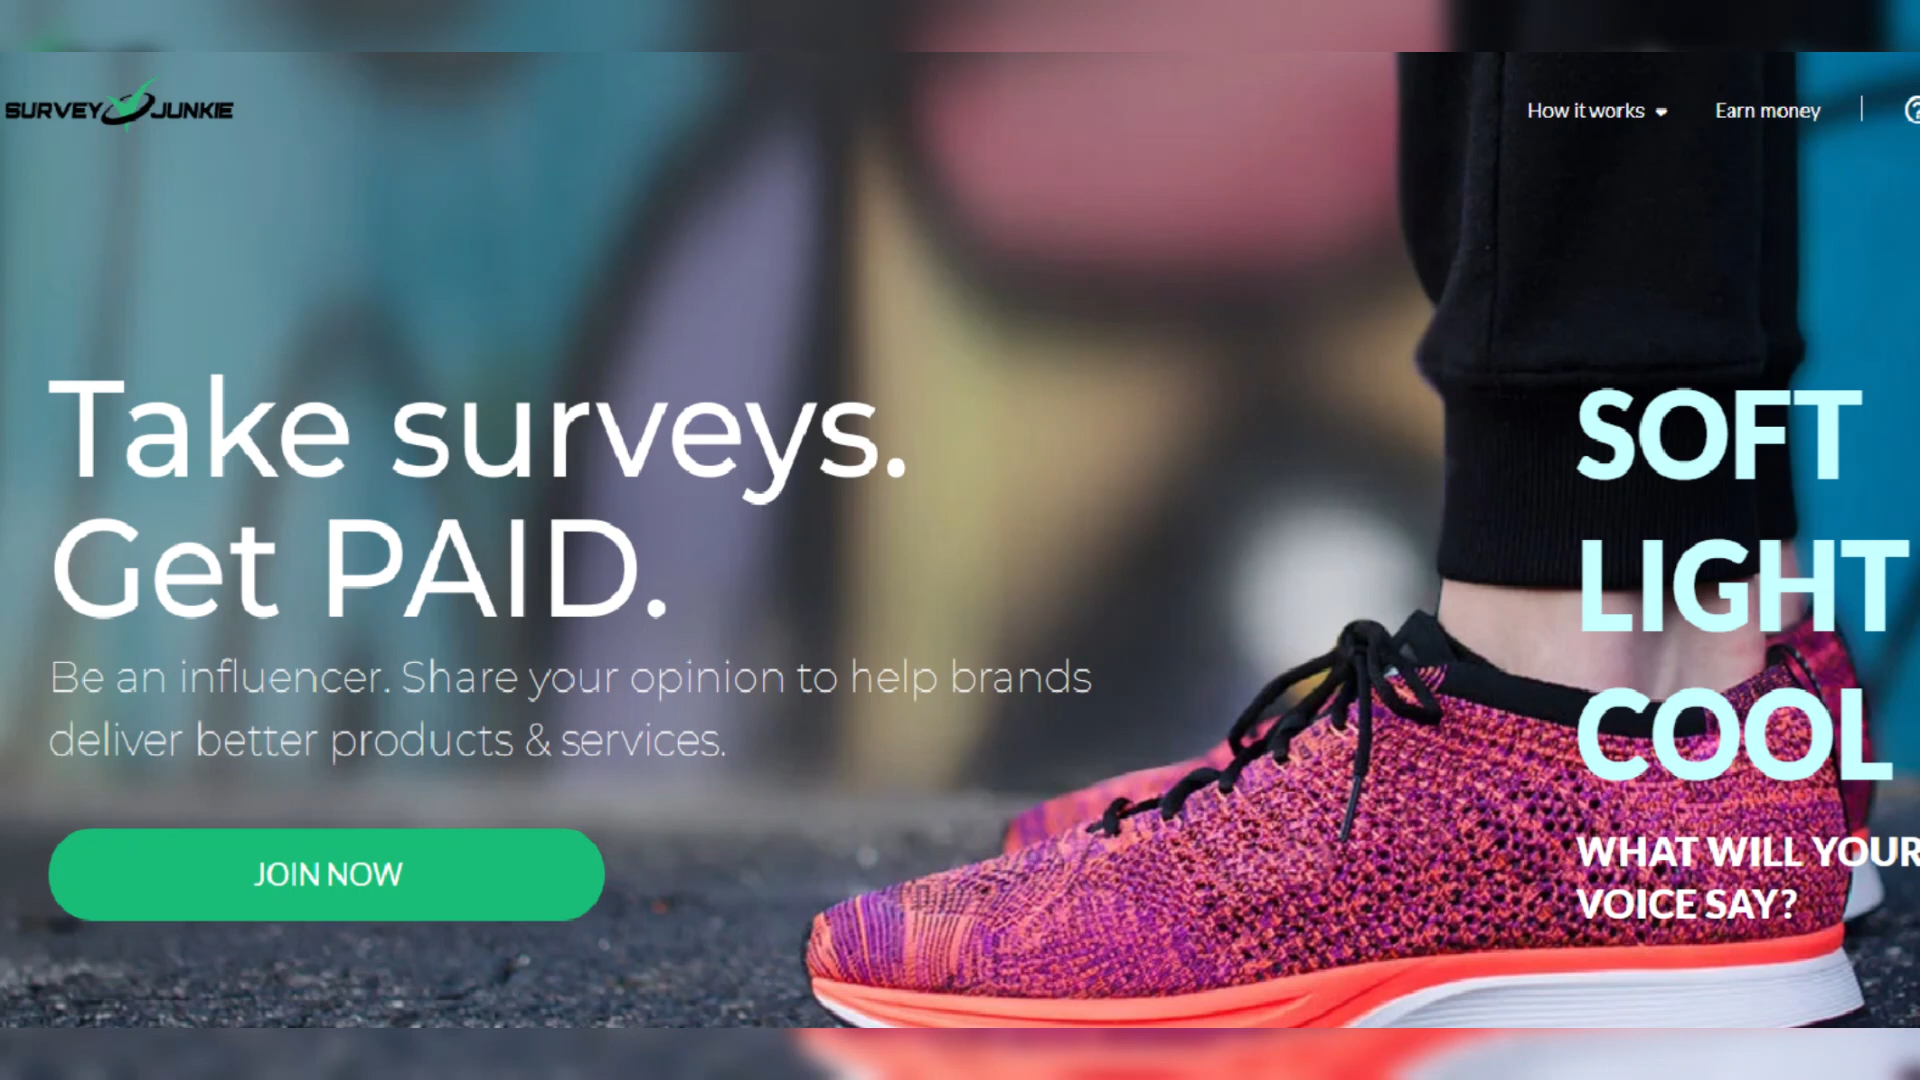 SURVEY JUNKIE
How it works
Earn money
Take surveys.
Get PAID.
Be an influencer. Share your opinion to help brands
deliver better products & services.
JOIN NOW
SOFT
LIGHT
COOL
WHAT WILL YOUR
VOICE SAY?